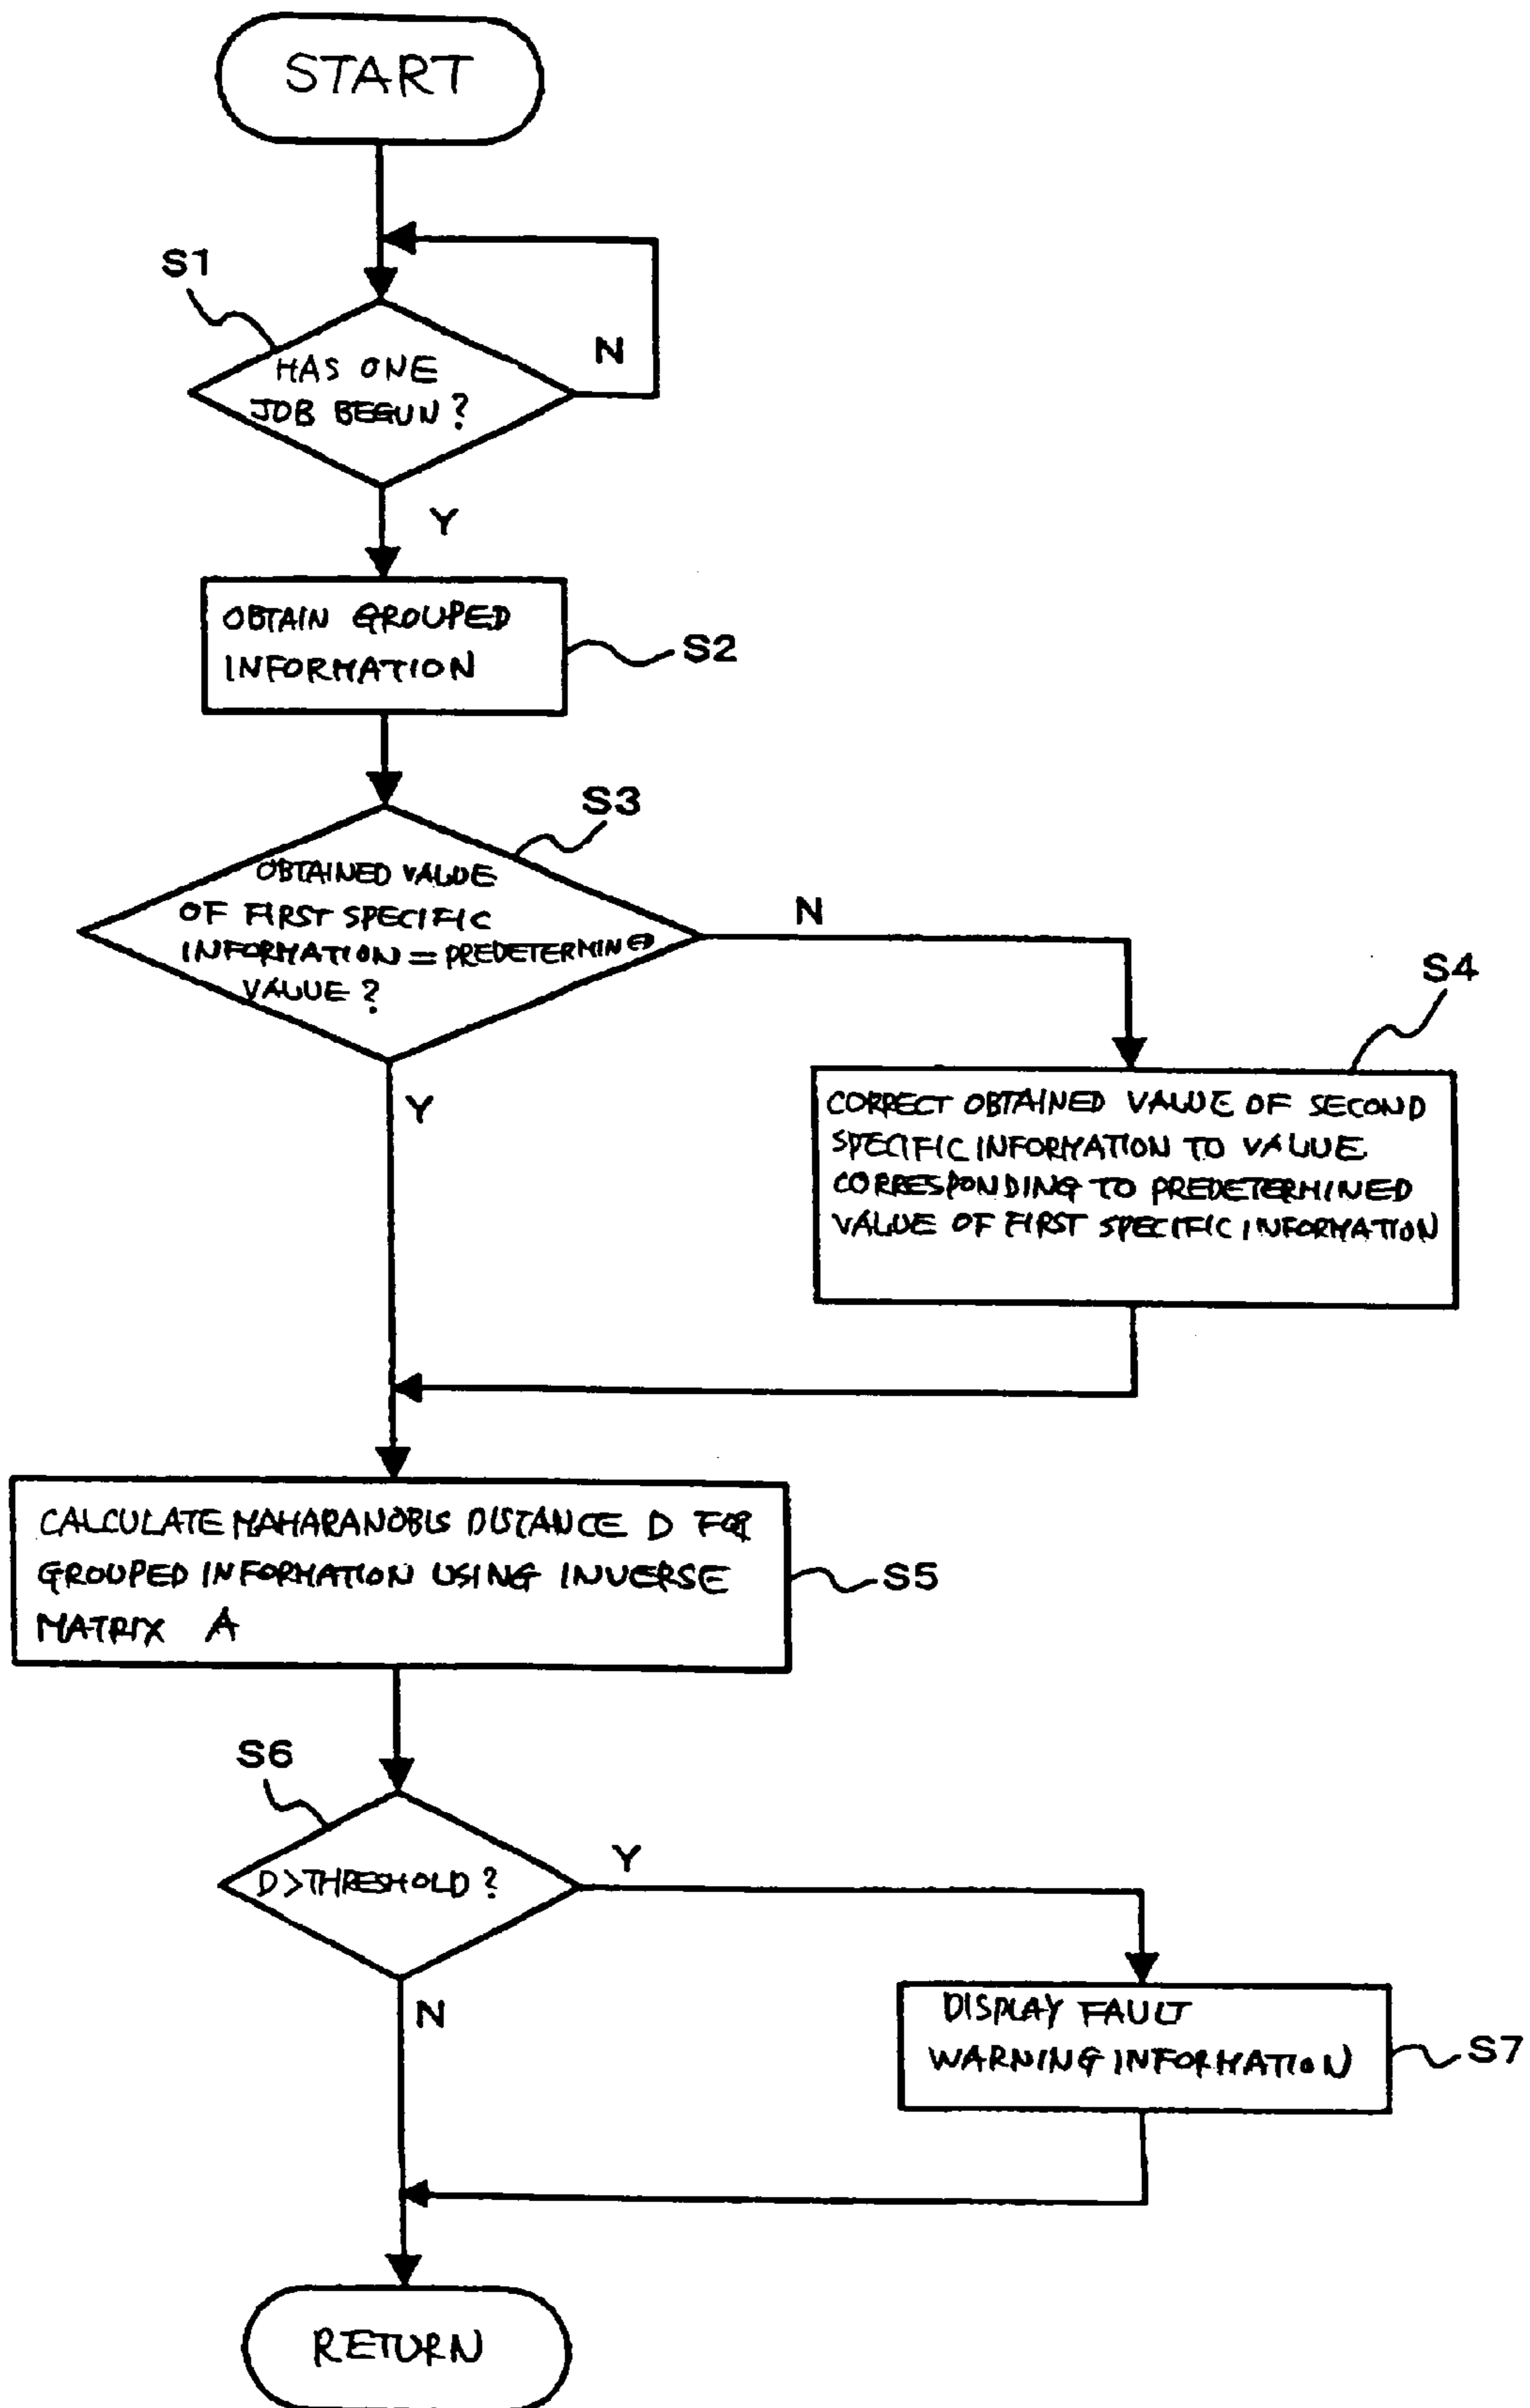 START
S1
HAS ONE
JOB BEGUN?
N
Y
OBTAIN GROUPED
INFORMATION
S2
S3
OBTAINED VALUE
OF FIRST SPECIFIC
INFORMATION = PREDETERMINED
VALUE?
N
Y
S4
CORRECT OBTAINED VALUE OF SECOND
SPECIFIC INFORMATION TO VALUE
CORRESPONDING TO PREDETERMINED
VALUE OF FIRST SPECIFIC INFORMATION
CALCULATE MAHARANOBIS DISTANCE D FOR
GROUPED INFORMATION USING INVERSE
MATRIX A
S5
S6
D>THRESHOLD?
Y
N
DISPLAY FAULT
WARNING INFORMATION
S7
RETURN